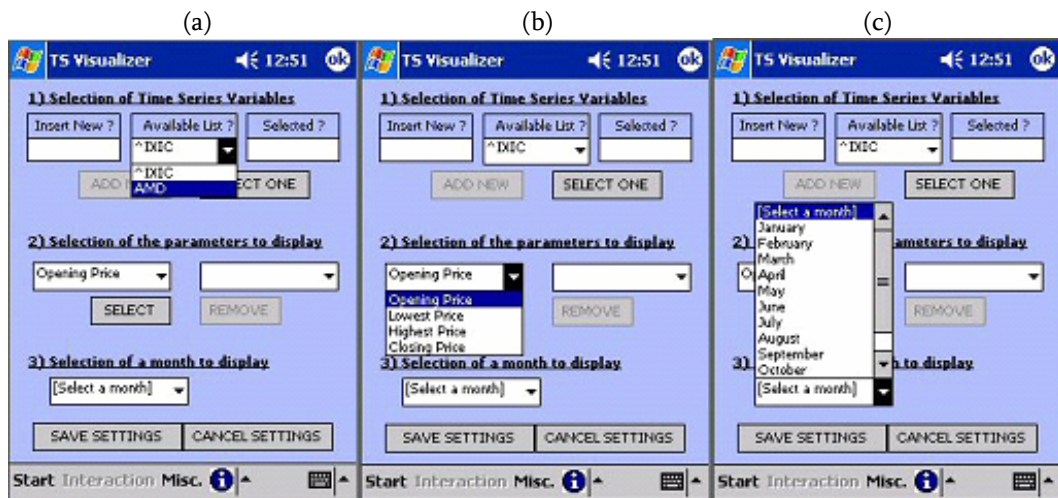 (a)
TS Visualizer 12:51 ok
1) Selection of Time Series Variables
Insert New ? Available List ? Selected ?
^IXIC
^IXIC
AMD
ADD N CT ONE
2) Selection of the parameters to display
Opening Price
SELECT REMOVE
3) Selection of a month to display
[Select a month]
SAVE SETTINGS CANCEL SETTINGS
Start Interaction Misc.
(b)
TS Visualizer 12:51 ok
1) Selection of Time Series Variables
Insert New ? Available List ? Selected ?
^IXIC
ADD NEW SELECT ONE
2) Selection of the parameters to display
Opening Price
Opening Price
Lowest Price
Highest Price
Closing Price
REMOVE
3) Selection of a month to display
[Select a month]
SAVE SETTINGS CANCEL SETTINGS
Start Interaction Misc.
(c)
TS Visualizer 12:51 ok
1) Selection of Time Series Variables
Insert New ? Available List ? Selected ?
^IXIC
ADD NEW SELECT ONE
[Select a month]
January
2) February ameters to display
March
O April
May
June REMOVE
July
August
September
3) October h to display
[Select a month]
SAVE SETTINGS CANCEL SETTINGS
Start Interaction Misc.